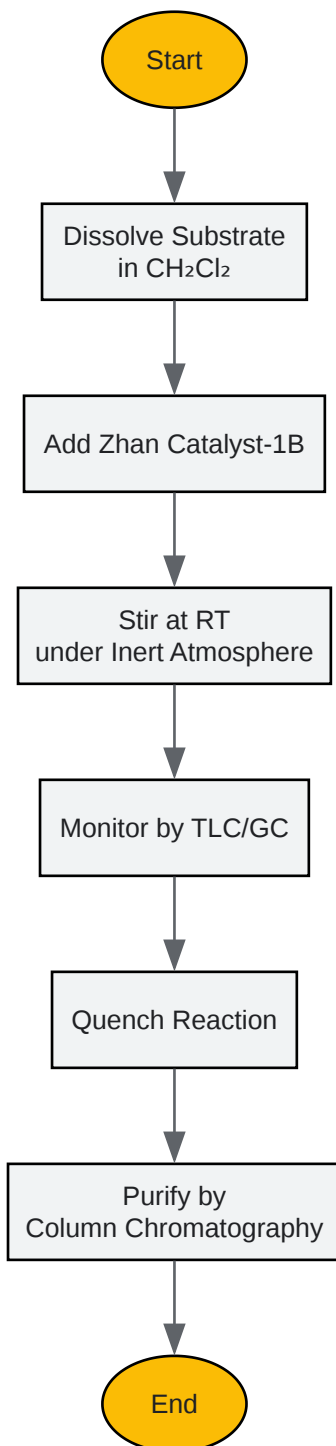 Start
Dissolve Substrate
in CH₂Cl₂
Add Zhan Catalyst-1B
Stir at RT
under Inert Atmosphere
Monitor by TLC/GC
Quench Reaction
Purify by
Column Chromatography
End